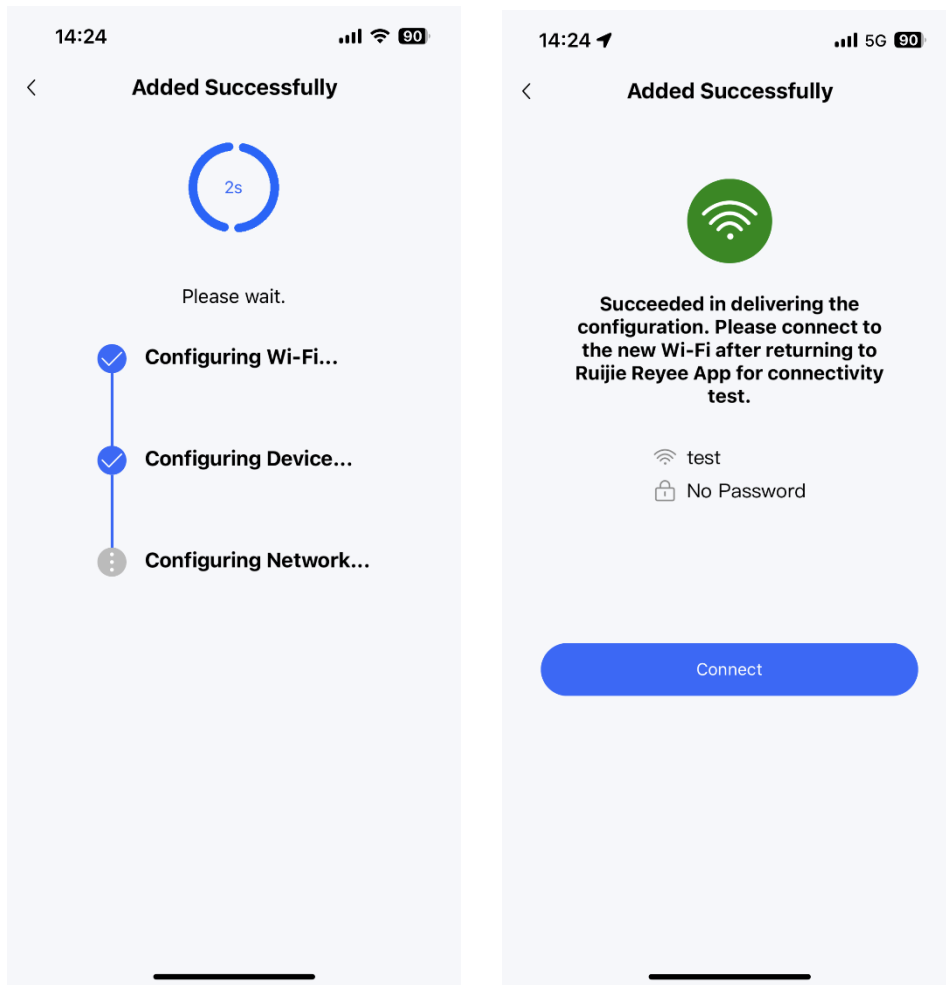 14:24
90
Added Successfully
2s
Please wait.
Configuring Wi-Fi...
Configuring Device...
Configuring Network...
14:24
5G 90
Added Successfully
Succeeded in delivering the
configuration. Please connect to
the new Wi-Fi after returning to
Ruijie Reyee App for connectivity
test.
test
No Password
Connect